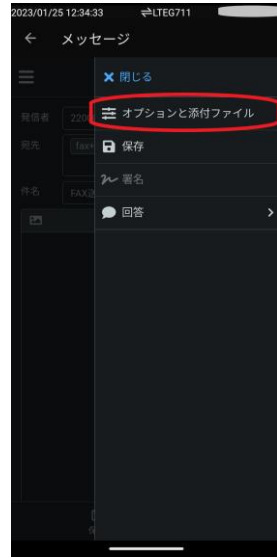 2023/01/25 12:34:33 ⇌LTEG711
← メッセージ
✕ 閉じる
発信者 220
オプションと添付ファイル
宛先 fax+
保存
署名
件名 FAX送
回答 >